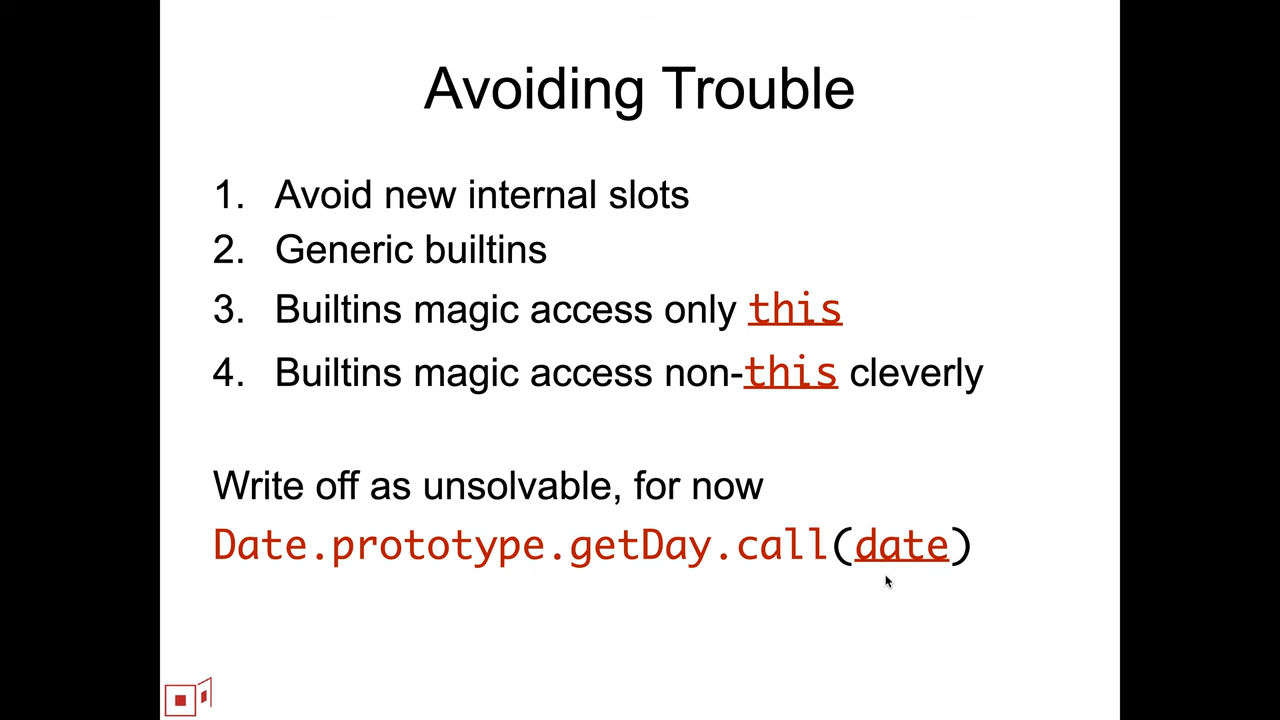 Avoiding Trouble
1. Avoid new internal slots
2. Generic builtins
3. Builtins magic access only this
4. Builtins magic access non-this cleverly
Write off as unsolvable, for now
Date.prototype.getDay.call(date)